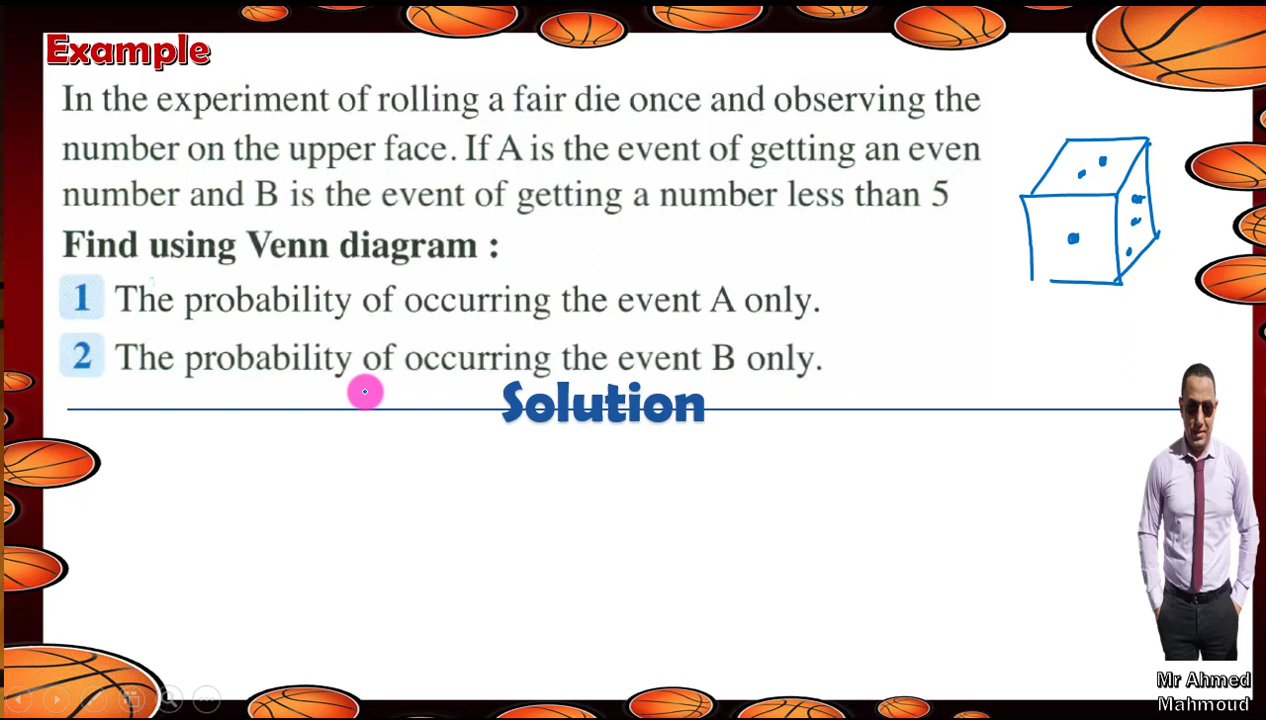 Example
In the experiment of rolling a fair die once and observing the
number on the upper face. If A is the event of getting an even
number and B is the event of getting a number less than 5
Find using Venn diagram :
1 The probability of occurring the event A only.
2 The probability of occurring the event B only.
Solution
Mr Ahmed
Mahmoud